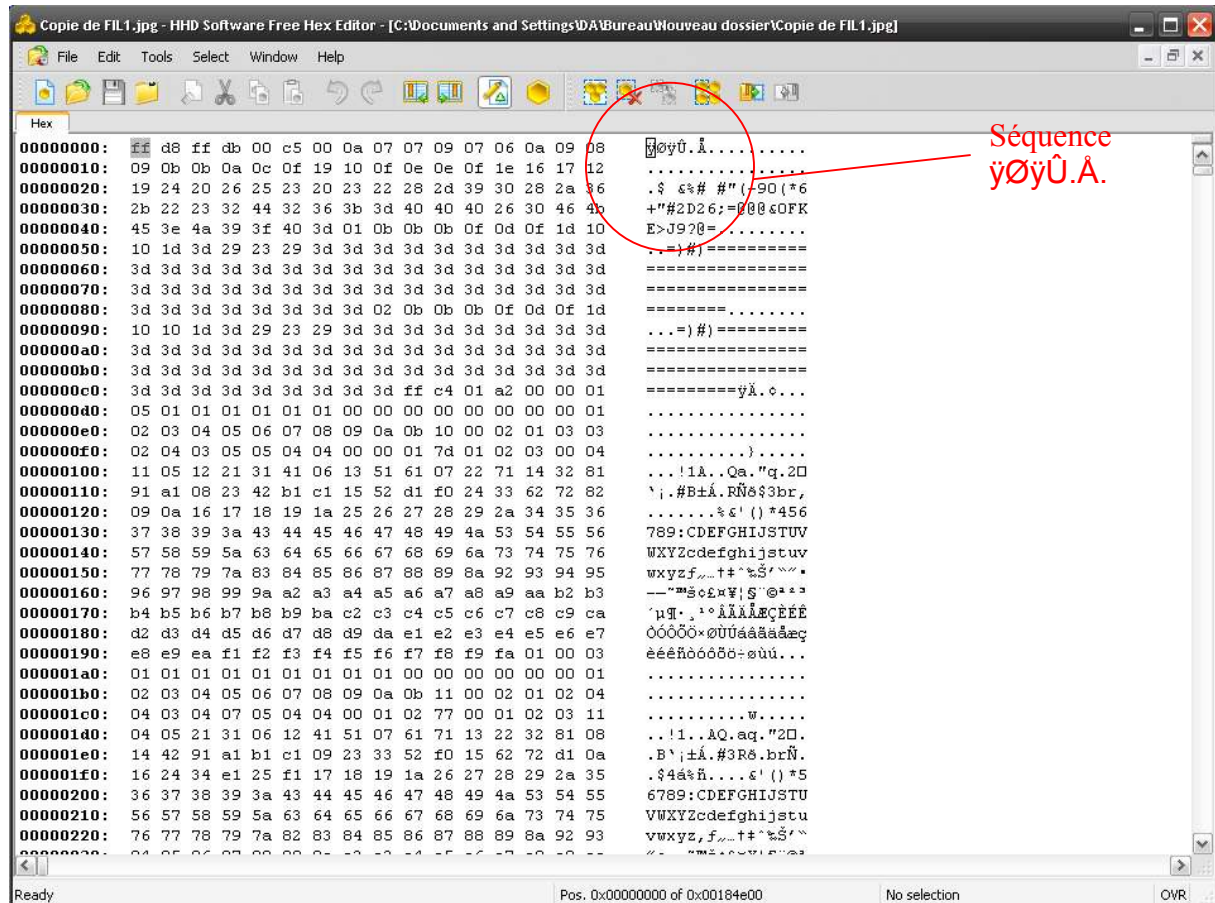 Copie de FIL1.jpg - HHD Software Free Hex Editor - [C:\Documents and Settings\DA\Bureau\Nouveau dossier\Copie de FIL1.jpg]
File Edit Tools Select Window Help
Hex
Séquence
ÿØÿÛ.Å.
00000000: ff d8 ff db 00 c5 00 0a 07 07 09 07 06 0a 09 08 ÿØÿÛ.Å..........
00000010: 09 0b 0b 0a 0c 0f 19 10 0f 0e 0e 0f 1e 16 17 12 ................
00000020: 19 24 20 26 25 23 20 23 22 28 2d 39 30 28 2a 36 .$ &%# #"(-90(*6
00000030: 2b 22 23 32 44 32 36 3b 3d 40 40 40 26 30 46 4b +"#2D26;=@@@&0FK
00000040: 45 3e 4a 39 3f 40 3d 01 0b 0b 0b 0f 0d 0f 1d 10 E>J9?@=.........
00000050: 10 1d 3d 29 23 29 3d 3d 3d 3d 3d 3d 3d 3d 3d 3d ..=)#)==========
00000060: 3d 3d 3d 3d 3d 3d 3d 3d 3d 3d 3d 3d 3d 3d 3d 3d ================
00000070: 3d 3d 3d 3d 3d 3d 3d 3d 3d 3d 3d 3d 3d 3d 3d 3d ================
00000080: 3d 3d 3d 3d 3d 3d 3d 3d 02 0b 0b 0b 0f 0d 0f 1d ========........
00000090: 10 10 1d 3d 29 23 29 3d 3d 3d 3d 3d 3d 3d 3d 3d ...=)#)=========
000000a0: 3d 3d 3d 3d 3d 3d 3d 3d 3d 3d 3d 3d 3d 3d 3d 3d ================
000000b0: 3d 3d 3d 3d 3d 3d 3d 3d 3d 3d 3d 3d 3d 3d 3d 3d ================
000000c0: 3d 3d 3d 3d 3d 3d 3d 3d 3d ff c4 01 a2 00 00 01 =========ÿÄ.¢...
000000d0: 05 01 01 01 01 01 01 00 00 00 00 00 00 00 00 01 ................
000000e0: 02 03 04 05 06 07 08 09 0a 0b 10 00 02 01 03 03 ................
000000f0: 02 04 03 05 05 04 04 00 00 01 7d 01 02 03 00 04 ..........}.....
00000100: 11 05 12 21 31 41 06 13 51 61 07 22 71 14 32 81 ...!1A..Qa."q.2□
00000110: 91 a1 08 23 42 b1 c1 15 52 d1 f0 24 33 62 72 82 ‘¡.#B±Á.RÑð$3br‚
00000120: 09 0a 16 17 18 19 1a 25 26 27 28 29 2a 34 35 36 .......%&'()*456
00000130: 37 38 39 3a 43 44 45 46 47 48 49 4a 53 54 55 56 789:CDEFGHIJSTUV
00000140: 57 58 59 5a 63 64 65 66 67 68 69 6a 73 74 75 76 WXYZcdefghijstuv
00000150: 77 78 79 7a 83 84 85 86 87 88 89 8a 92 93 94 95 wxyzƒ„…†‡ˆ‰Š’“”•
00000160: 96 97 98 99 9a a2 a3 a4 a5 a6 a7 a8 a9 aa b2 b3 –—˜™š¢£¤¥¦§¨©ª²³
00000170: b4 b5 b6 b7 b8 b9 ba c2 c3 c4 c5 c6 c7 c8 c9 ca ´µ¶·¸¹ºÂÃÄÅÆÇÈÉÊ
00000180: d2 d3 d4 d5 d6 d7 d8 d9 da e1 e2 e3 e4 e5 e6 e7 ÒÓÔÕÖ×ØÙÚáâãäåæç
00000190: e8 e9 ea f1 f2 f3 f4 f5 f6 f7 f8 f9 fa 01 00 03 èéêñòóôõö÷øùú...
000001a0: 01 01 01 01 01 01 01 01 01 00 00 00 00 00 00 01 ................
000001b0: 02 03 04 05 06 07 08 09 0a 0b 11 00 02 01 02 04 ................
000001c0: 04 03 04 07 05 04 04 00 01 02 77 00 01 02 03 11 ..........w.....
000001d0: 04 05 21 31 06 12 41 51 07 61 71 13 22 32 81 08 ..!1..AQ.aq."2□.
000001e0: 14 42 91 a1 b1 c1 09 23 33 52 f0 15 62 72 d1 0a .B‘¡±Á.#3Rð.brÑ.
000001f0: 16 24 34 e1 25 f1 17 18 19 1a 26 27 28 29 2a 35 .$4á%ñ....&'()*5
00000200: 36 37 38 39 3a 43 44 45 46 47 48 49 4a 53 54 55 6789:CDEFGHIJSTU
00000210: 56 57 58 59 5a 63 64 65 66 67 68 69 6a 73 74 75 VWXYZcdefghijstu
00000220: 76 77 78 79 7a 82 83 84 85 86 87 88 89 8a 92 93 vwxyz‚ƒ„…†‡ˆ‰Š’“
Ready Pos. 0x00000000 of 0x00184e00 No selection OVR